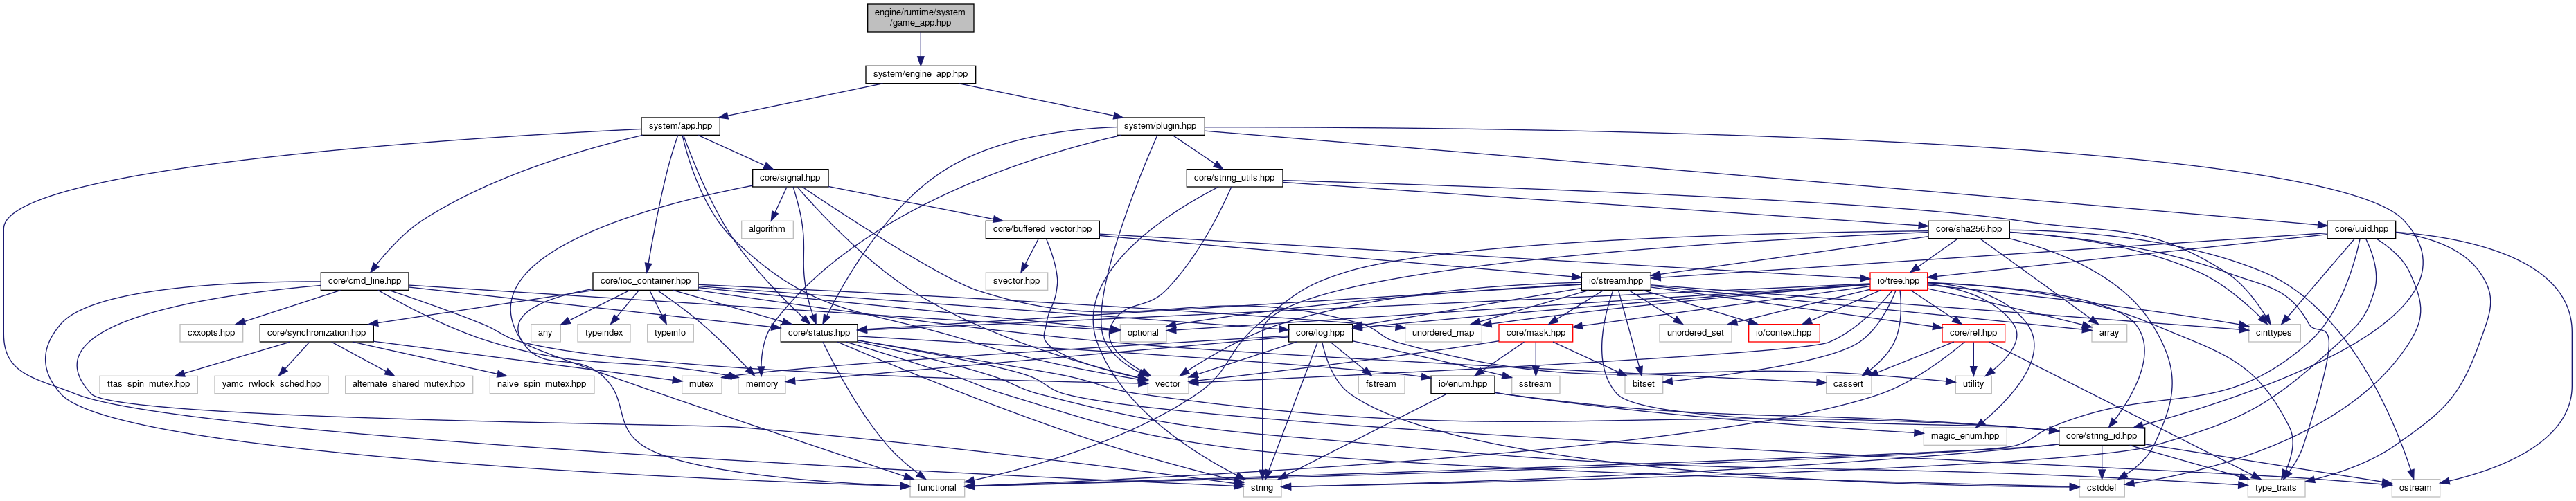 engine/runtime/system
/game_app.hpp
system/engine_app.hpp
system/app.hpp
system/plugin.hpp
core/signal.hpp
core/string_utils.hpp
algorithm
core/buffered_vector.hpp
core/sha256.hpp
core/uuid.hpp
core/cmd_line.hpp
core/ioc_container.hpp
svector.hpp
io/stream.hpp
io/tree.hpp
cxxopts.hpp
core/synchronization.hpp
any
typeindex
typeinfo
core/status.hpp
optional
core/log.hpp
unordered_map
core/mask.hpp
unordered_set
io/context.hpp
core/ref.hpp
array
cinttypes
ttas_spin_mutex.hpp
yamc_rwlock_sched.hpp
alternate_shared_mutex.hpp
naive_spin_mutex.hpp
mutex
memory
vector
fstream
io/enum.hpp
sstream
bitset
cassert
utility
magic_enum.hpp
core/string_id.hpp
functional
string
cstddef
type_traits
ostream